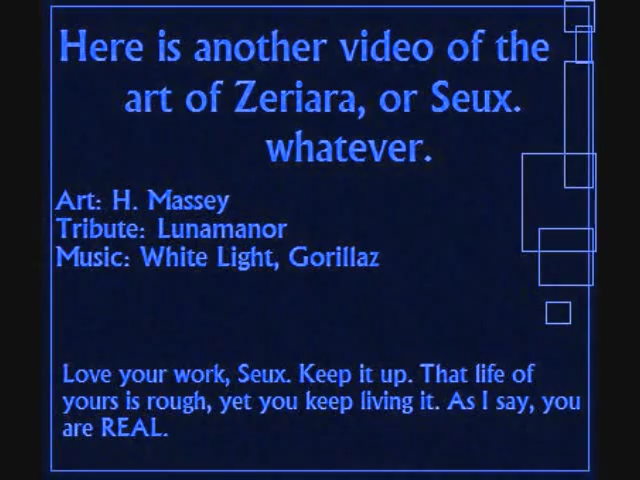 Here is another video of the
art of Zeriara, or Seux.
whatever.
Art: H. Massey
Tribute: Lunamanor
Music: White Light, Gorillaz
Love your work, Seux. Keep it up. That life of
yours is rough, yet you keep living it. As I say, you
are REAL.